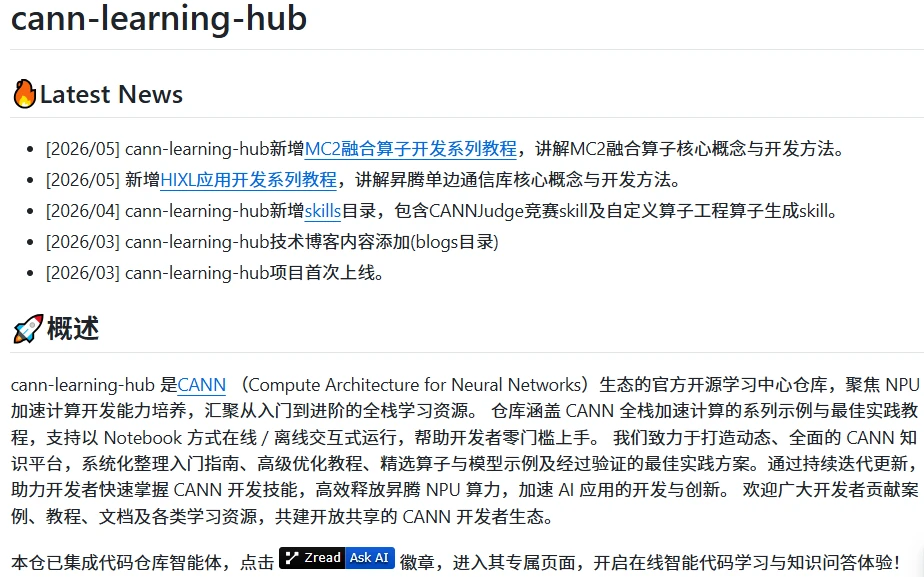 cann-learning-hub
🔥Latest News
• [2026/05] cann-learning-hub新增MC2融合算子开发系列教程，讲解MC2融合算子核心概念与开发方法。
• [2026/05] 新增HIXL应用开发系列教程，讲解昇腾单边通信库核心概念与开发方法。
• [2026/04] cann-learning-hub新增skills目录，包含CANNJudge竞赛skill及自定义算子工程算子生成skill。
• [2026/03] cann-learning-hub技术博客内容添加(blogs目录)
• [2026/03] cann-learning-hub项目首次上线。
🚀概述
cann-learning-hub 是CANN （Compute Architecture for Neural Networks）生态的官方开源学习中心仓库，聚焦 NPU
加速计算开发能力培养，汇聚从入门到进阶的全栈学习资源。 仓库涵盖 CANN 全栈加速计算的系列示例与最佳实践教
程，支持以 Notebook 方式在线 / 离线交互式运行，帮助开发者零门槛上手。 我们致力于打造动态、全面的 CANN 知
识平台，系统化整理入门指南、高级优化教程、精选算子与模型示例及经过验证的最佳实践方案。通过持续迭代更新，
助力开发者快速掌握 CANN 开发技能，高效释放昇腾 NPU 算力，加速 AI 应用的开发与创新。 欢迎广大开发者贡献案
例、教程、文档及各类学习资源，共建开放共享的 CANN 开发者生态。
本仓已集成代码仓库智能体，点击 Zread Ask AI 徽章，进入其专属页面，开启在线智能代码学习与知识问答体验！